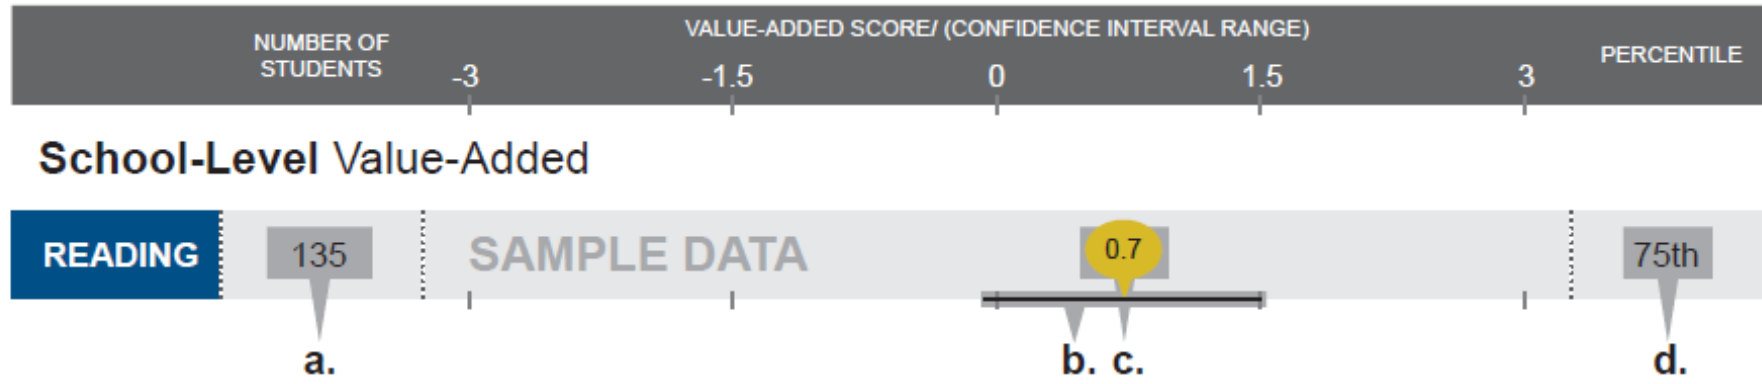 VALUE-ADDED SCORE/ (CONFIDENCE INTERVAL RANGE)
NUMBER OF
STUDENTS
-3
-1.5
0
1.5
3
PERCENTILE
School-Level Value-Added
READING
135
SAMPLE DATA
0.7
75th
a.
b.
c.
d.